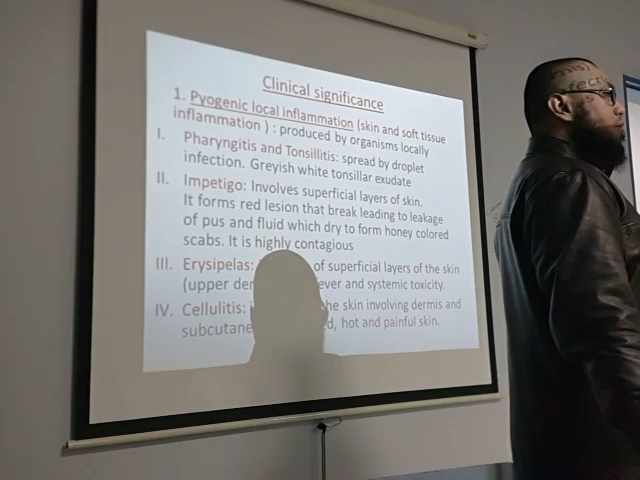 Clinical significance
1. Pyogenic local inflammation (skin and soft tissue
inflammation ) : produced by organisms locally
I. Pharyngitis and Tonsillitis: spread by droplet
infection. Greyish white tonsillar exudate
II. Impetigo: Involves superficial layers of skin.
It forms red lesion that break leading to leakage
of pus and fluid which dry to form honey colored
scabs. It is highly contagious
III. Erysipelas: of superficial layers of the skin
(upper der ever and systemic toxicity.
IV. Cellulitis: he skin involving dermis and
subcutane d, hot and painful skin.